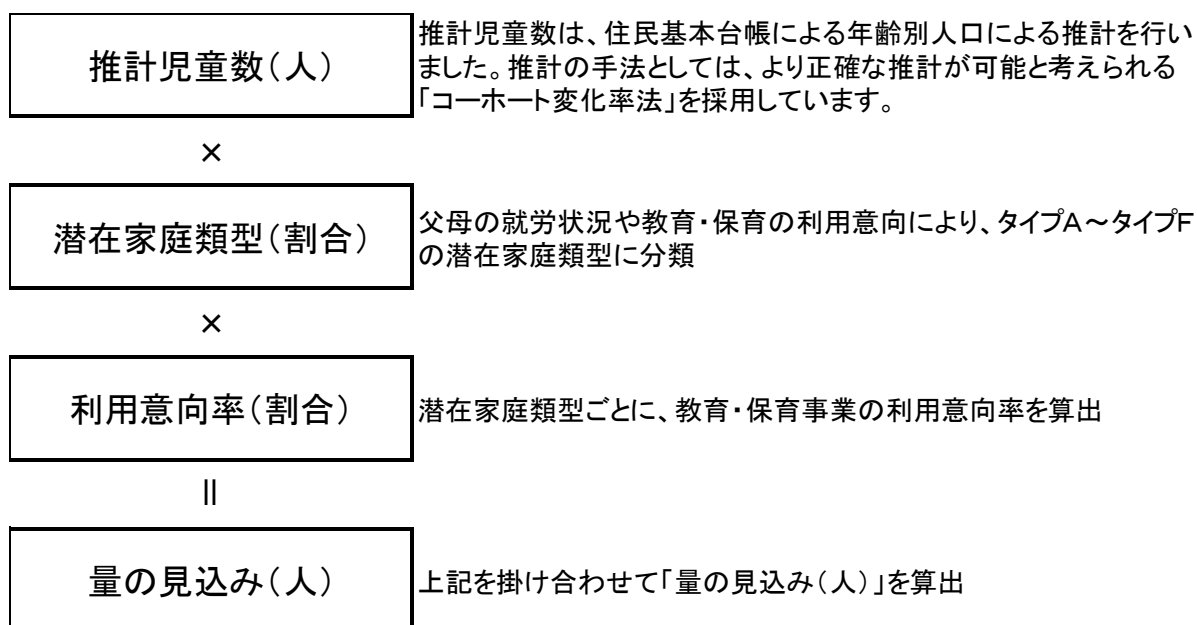 推計児童数(人)
推計児童数は、住民基本台帳による年齢別人口による推計を行い
ました。推計の手法としては、より正確な推計が可能と考えられる
「コーホート変化率法」を採用しています。
×
潜在家庭類型(割合)
父母の就労状況や教育・保育の利用意向により、タイプA～タイプF
の潜在家庭類型に分類
×
利用意向率(割合)
潜在家庭類型ごとに、教育・保育事業の利用意向率を算出
=
量の見込み(人)
上記を掛け合わせて「量の見込み(人)」を算出